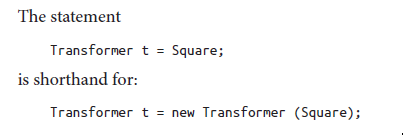 The statement
Transformer t = Square;
is shorthand for:
Transformer t = new Transformer (Square);